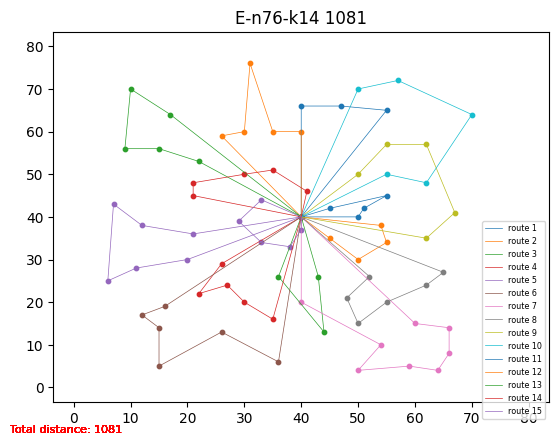 E-n76-k14 1081
80
70
60
50
40
30
20
10
0
0 10 20 30 40 50 60 70 80
route 1
route 2
route 3
route 4
route 5
route 6
route 7
route 8
route 9
route 10
route 11
route 12
route 13
route 14
route 15
Total distance: 1081